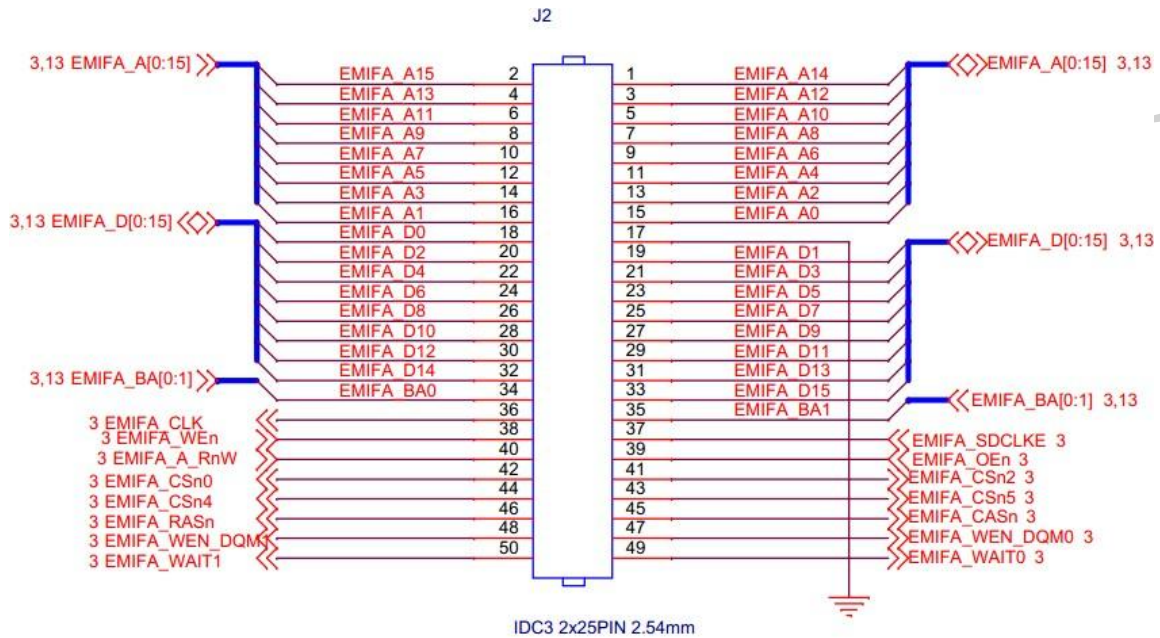 J2
3,13 EMIFA_A[0:15]
EMIFA_A[0:15] 3,13
EMIFA_A15 2 1 EMIFA_A14
EMIFA_A13 4 3 EMIFA_A12
EMIFA_A11 6 5 EMIFA_A10
EMIFA_A9 8 7 EMIFA_A8
EMIFA_A7 10 9 EMIFA_A6
EMIFA_A5 12 11 EMIFA_A4
EMIFA_A3 14 13 EMIFA_A2
EMIFA_A1 16 15 EMIFA_A0
3,13 EMIFA_D[0:15]
EMIFA_D0 18 17
EMIFA_D[0:15] 3,13
EMIFA_D2 20 19 EMIFA_D1
EMIFA_D4 22 21 EMIFA_D3
EMIFA_D6 24 23 EMIFA_D5
EMIFA_D8 26 25 EMIFA_D7
EMIFA_D10 28 27 EMIFA_D9
EMIFA_D12 30 29 EMIFA_D11
EMIFA_D14 32 31 EMIFA_D13
3,13 EMIFA_BA[0:1]
EMIFA_BA0 34 33 EMIFA_D15
EMIFA_BA[0:1] 3,13
36 35 EMIFA_BA1
3 EMIFA_CLK
38 37
3 EMIFA_WEn EMIFA_SDCLKE 3
40 39
3 EMIFA_A_RnW EMIFA_OEn 3
42 41
3 EMIFA_CSn0 EMIFA_CSn2 3
44 43
3 EMIFA_CSn4 EMIFA_CSn5 3
46 45
3 EMIFA_RASn EMIFA_CASn 3
48 47
3 EMIFA_WEN_DQM1 EMIFA_WEN_DQM0 3
50 49
3 EMIFA_WAIT1 EMIFA_WAIT0 3
IDC3 2x25PIN 2.54mm